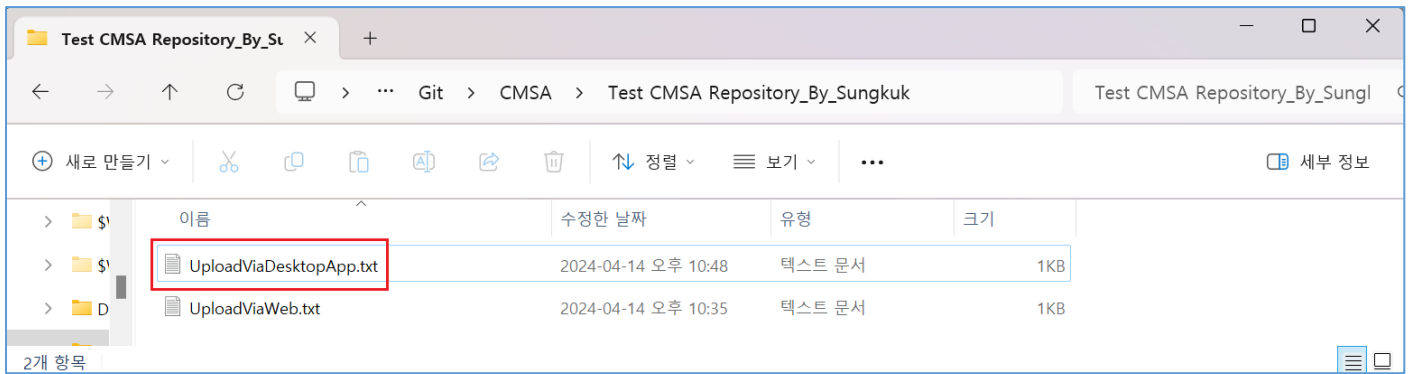 Test CMSA Repository_By_Su
Git > CMSA > Test CMSA Repository_By_Sungkuk
Test CMSA Repository_By_Sungl
새로 만들기
정렬
보기
세부 정보
이름 수정한 날짜 유형 크기
UploadViaDesktopApp.txt 2024-04-14 오후 10:48 텍스트 문서 1KB
UploadViaWeb.txt 2024-04-14 오후 10:35 텍스트 문서 1KB
D
2개 항목